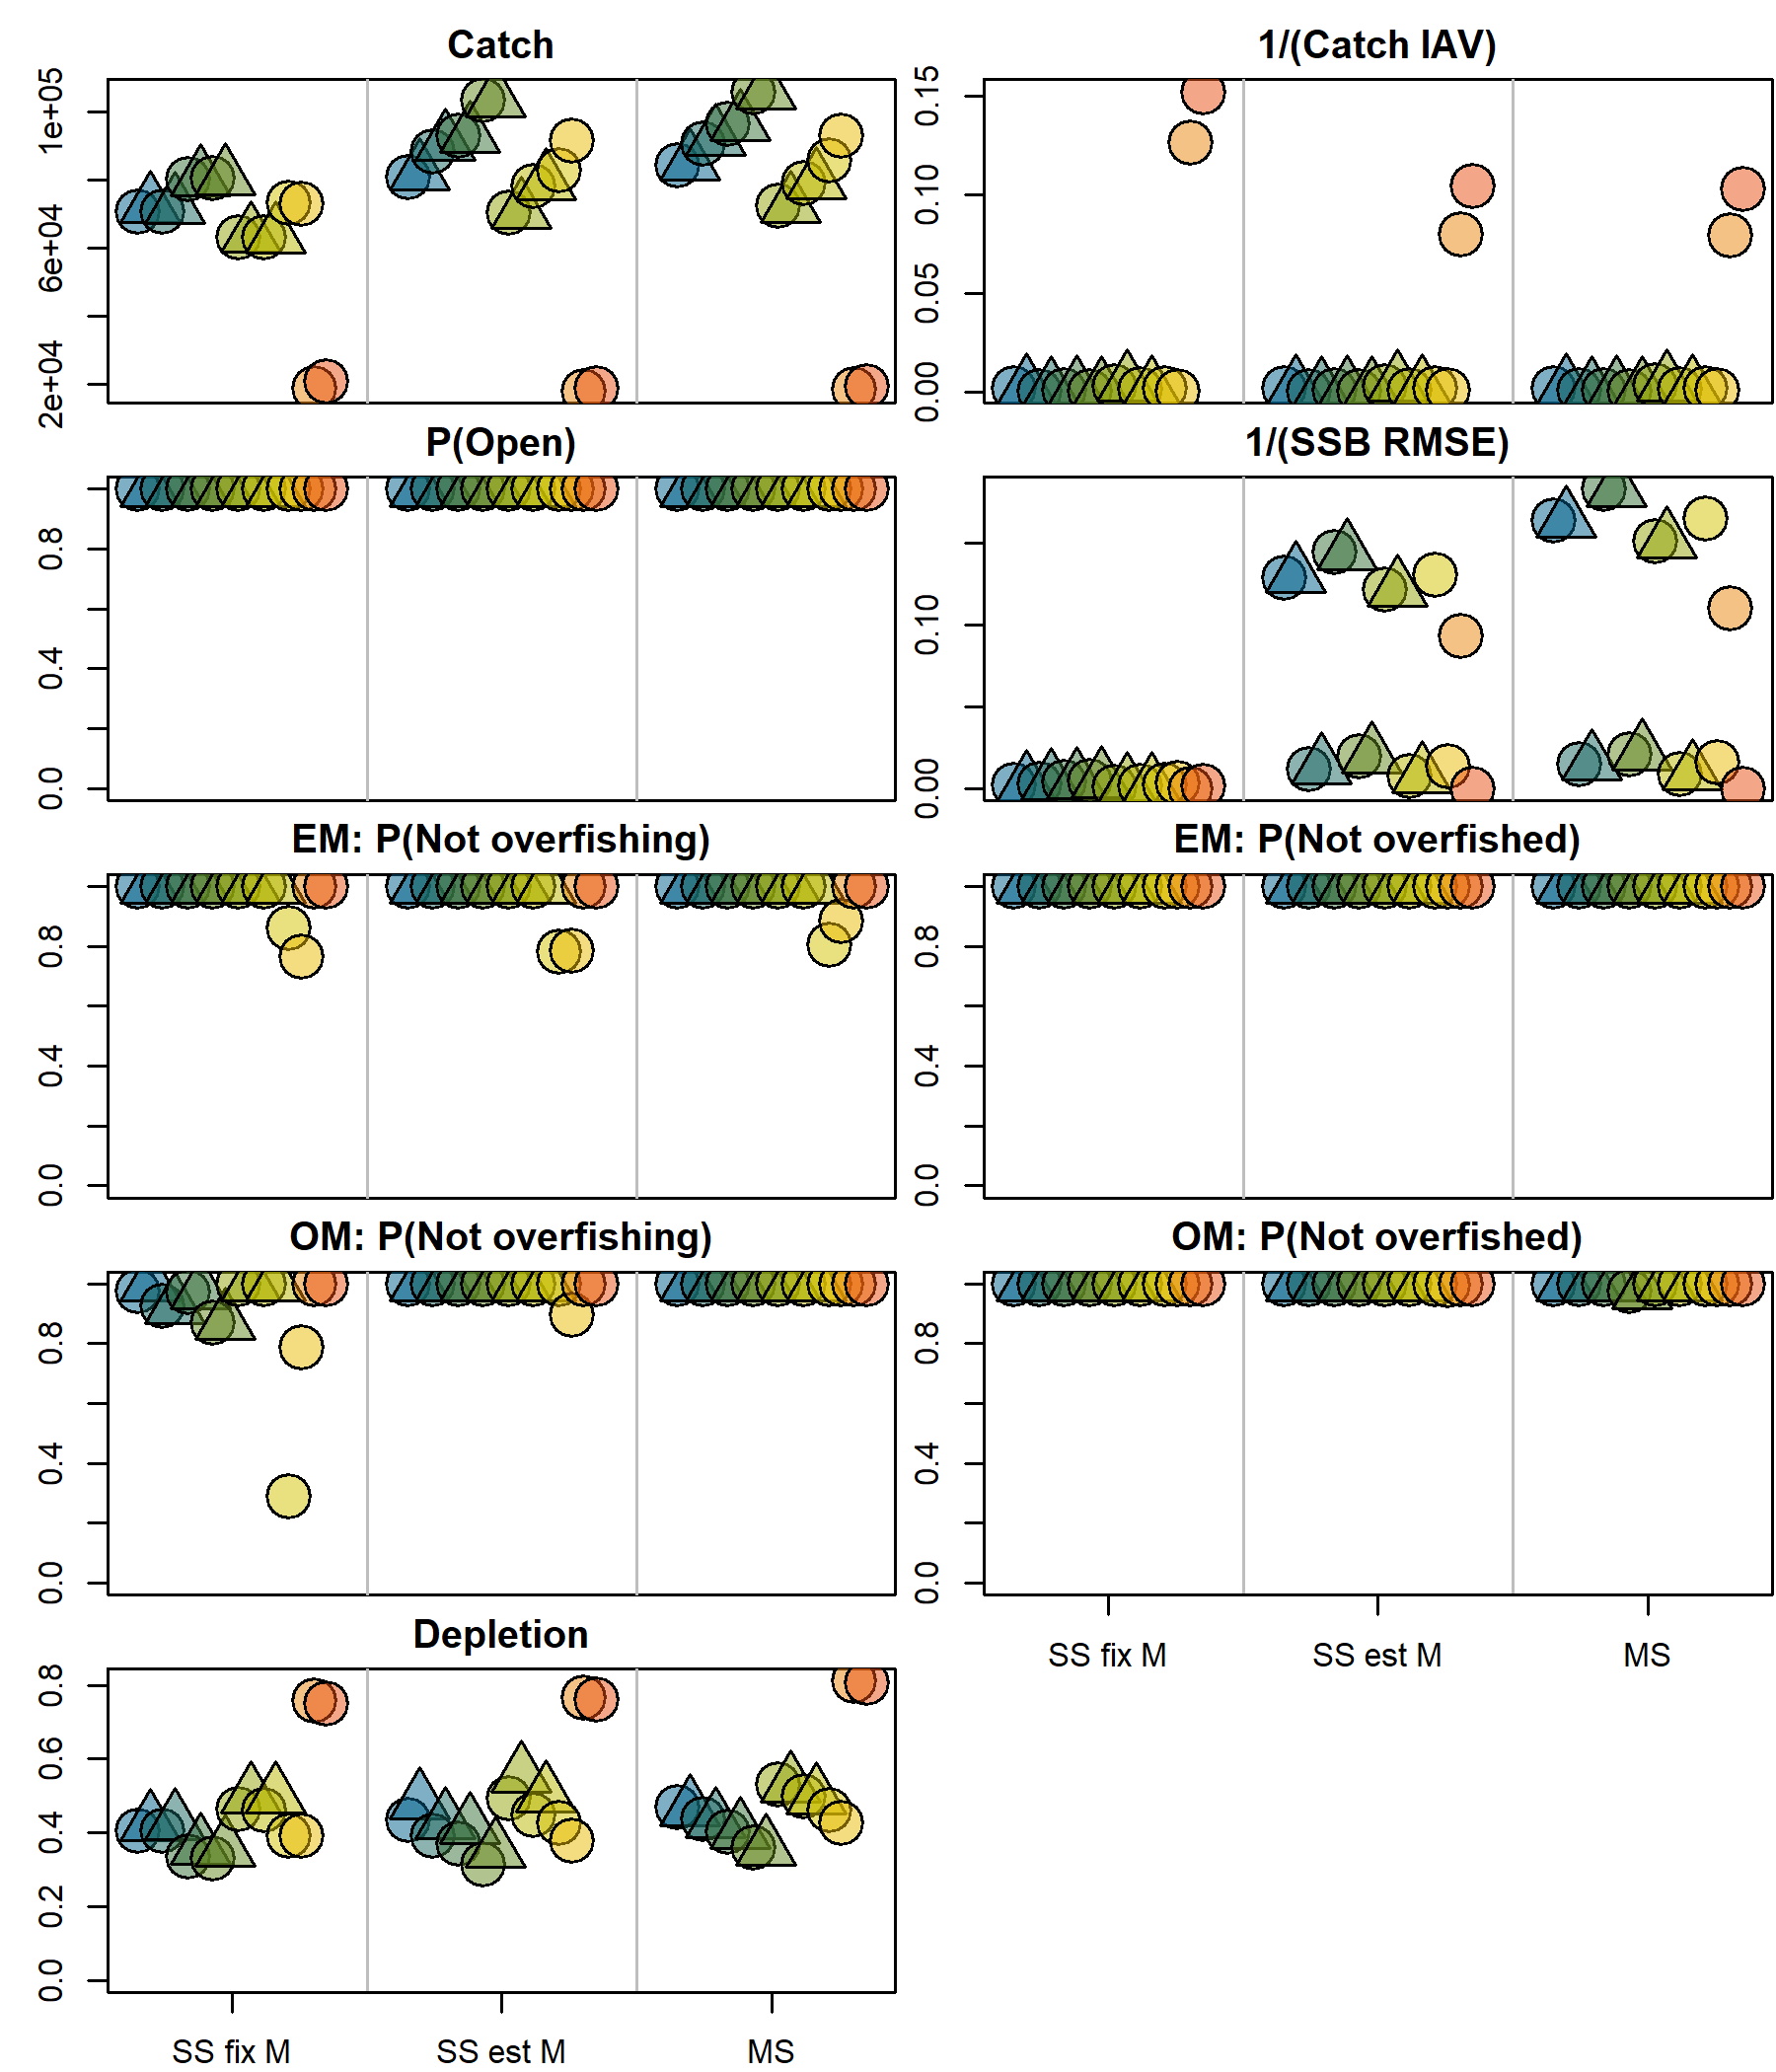 Catch
1e+05
6e+04
2e+04
1/(Catch IAV)
0.15
0.10
0.05
0.00
P(Open)
0.8
0.4
0.0
1/(SSB RMSE)
0.10
0.00
EM: P(Not overfishing)
0.8
0.4
0.0
EM: P(Not overfished)
0.8
0.4
0.0
OM: P(Not overfishing)
0.8
0.4
0.0
OM: P(Not overfished)
0.8
0.4
0.0
SS fix M SS est M MS
Depletion
0.8
0.6
0.4
0.2
0.0
SS fix M SS est M MS